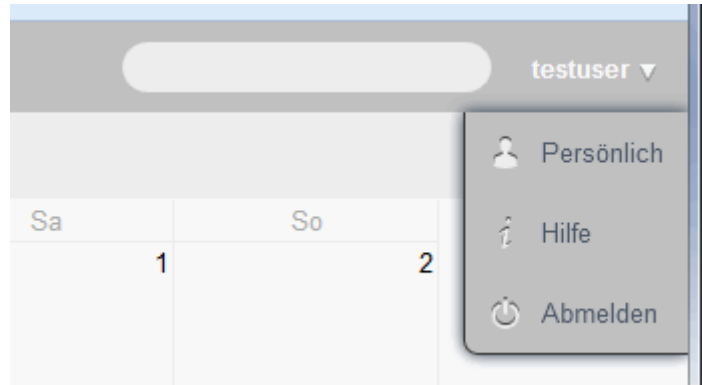 testuser ▼
Persönlich
Sa So
Hilfe
1 2
Abmelden